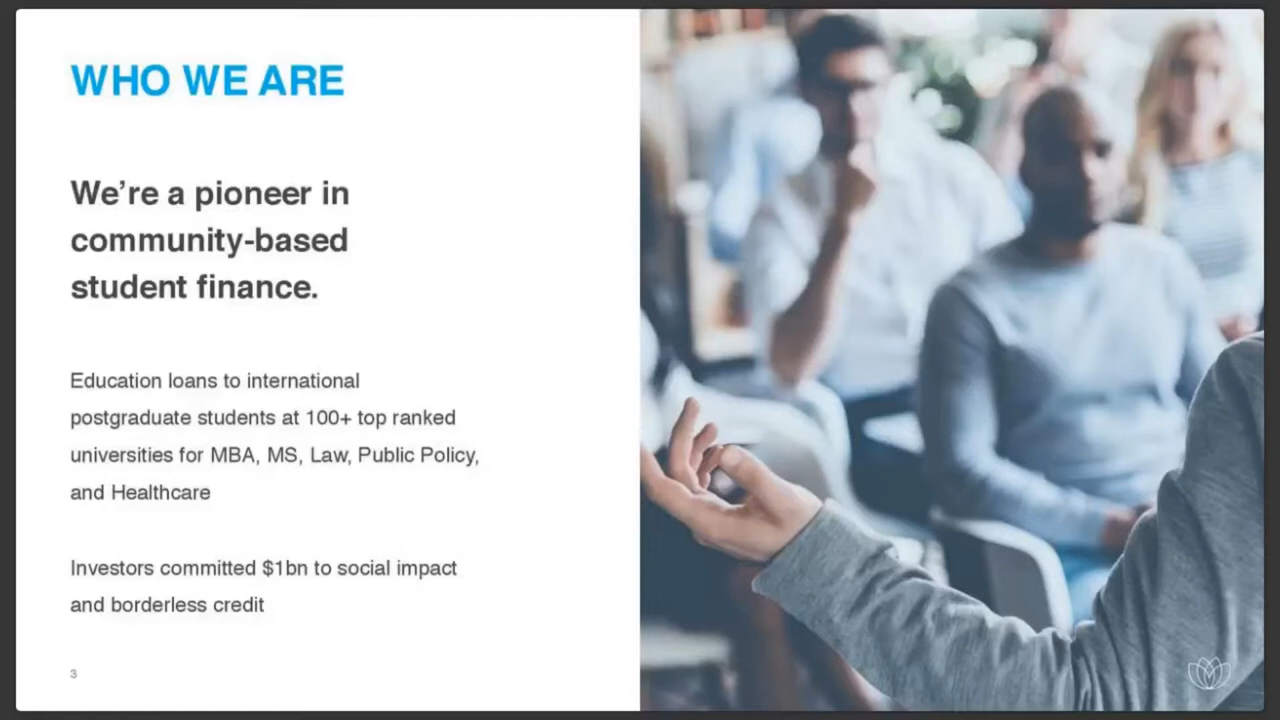 WHO WE ARE
We’re a pioneer in
community-based
student finance.
Education loans to international
postgraduate students at 100+ top ranked
universities for MBA, MS, Law, Public Policy,
and Healthcare
Investors committed $1bn to social impact
and borderless credit
3